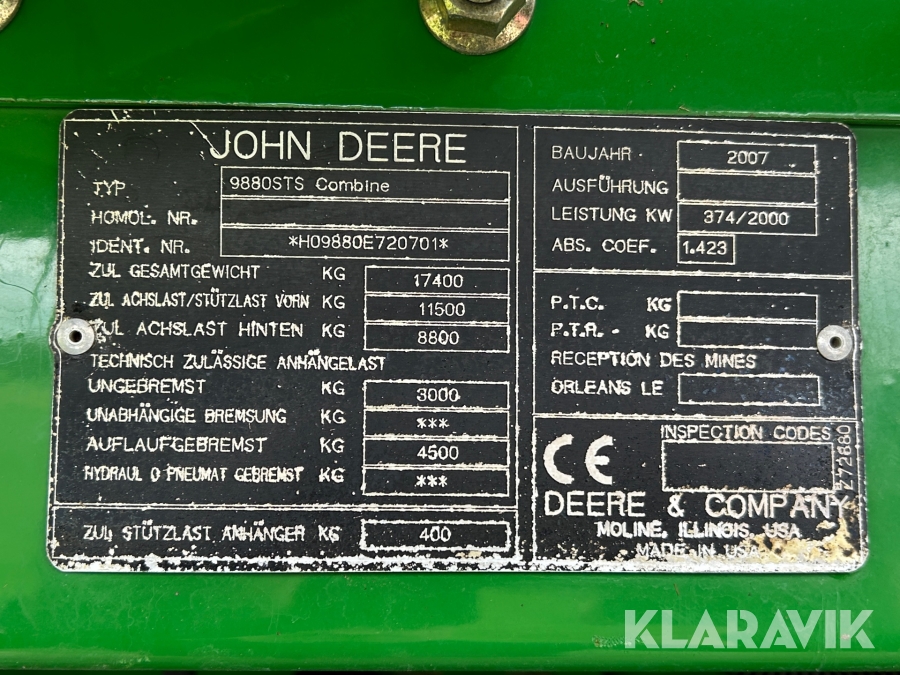 JOHN DEERE
TYP 9880STS Combine
HOMOL. NR.
IDENT. NR. *H09880E720701*
ZUL GESAMTGEWICHT KG 17400
ZUL ACHSLAST/STÜTZLAST VORN KG 11500
ZUL ACHSLAST HINTEN KG 8800
TECHNISCH ZULÄSSIGE ANHÄNGELAST
UNGEBREMST KG 3000
UNABHÄNGIGE BREMSUNG KG ***
AUFLAUFGEBREMST KG 4500
HYDRAUL O PNEUMAT GEBREMST KG ***
ZUL STÜTZLAST ANHÄNGER KG 400
BAUJAHR 2007
AUSFÜHRUNG
LEISTUNG KW 374/2000
ABS. COEF. 1.423
P.T.C. KG
P.T.R. KG
RECEPTION DES MINES
ORLEANS LE
INSPECTION CODES
CE
Z72680
DEERE & COMPANY
MOLINE, ILLINOIS, USA
MADE IN USA
KLARAVIK